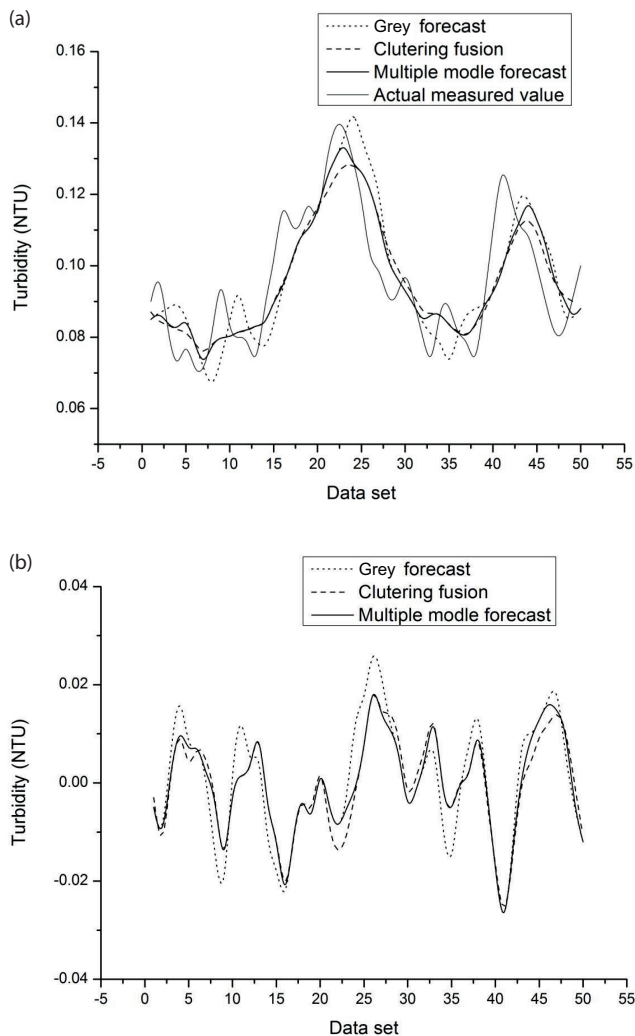 (a)
Grey forecast
Clutering fusion
Multiple modle forecast
Actual measured value
0.16
0.14
0.12
0.10
0.08
0.06
Turbidity (NTU)
-5 0 5 10 15 20 25 30 35 40 45 50 55
Data set
(b)
Grey forecast
Clutering fusion
Multiple modle forecast
0.04
0.02
0.00
-0.02
-0.04
Turbidity (NTU)
-5 0 5 10 15 20 25 30 35 40 45 50 55
Data set